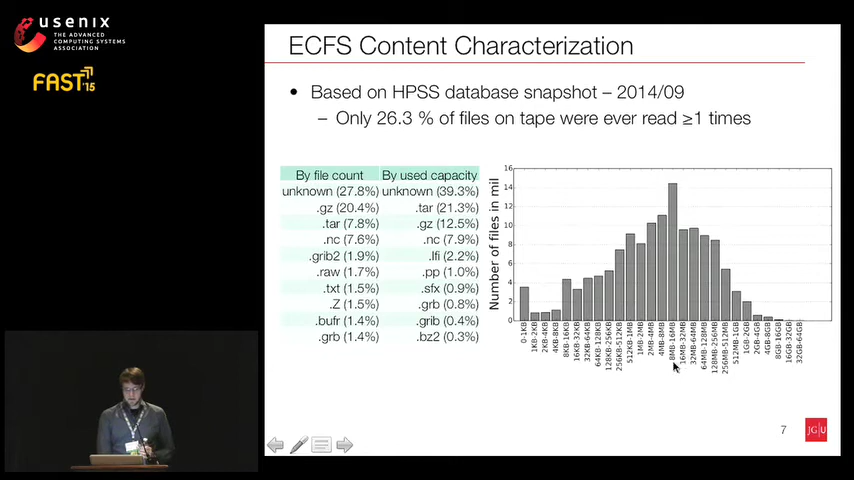 usenix
THE ADVANCED
COMPUTING SYSTEMS
ASSOCIATION
FAST '15
ECFS Content Characterization
• Based on HPSS database snapshot – 2014/09
– Only 26.3 % of files on tape were ever read ≥1 times
By file count By used capacity
unknown (27.8%) unknown (39.3%)
.gz (20.4%) .tar (21.3%)
.tar (7.8%) .gz (12.5%)
.nc (7.6%) .nc (7.9%)
.grib2 (1.9%) .lfi (2.2%)
.raw (1.7%) .pp (1.0%)
.txt (1.5%) .sfx (0.9%)
.Z (1.5%) .grb (0.8%)
.bufr (1.4%) .grib (0.4%)
.grb (1.4%) .bz2 (0.3%)
Number of files in mil
16
14
12
10
8
6
4
2
0
0-1KB
1KB-2KB
2KB-4KB
4KB-8KB
8KB-16KB
16KB-32KB
32KB-64KB
64KB-128KB
128KB-256KB
256KB-512KB
512KB-1MB
1MB-2MB
2MB-4MB
4MB-8MB
8MB-16MB
16MB-32MB
32MB-64MB
64MB-128MB
128MB-256MB
256MB-512MB
512MB-1GB
1GB-2GB
2GB-4GB
4GB-8GB
8GB-16GB
16GB-32GB
32GB-64GB
7
JG|U